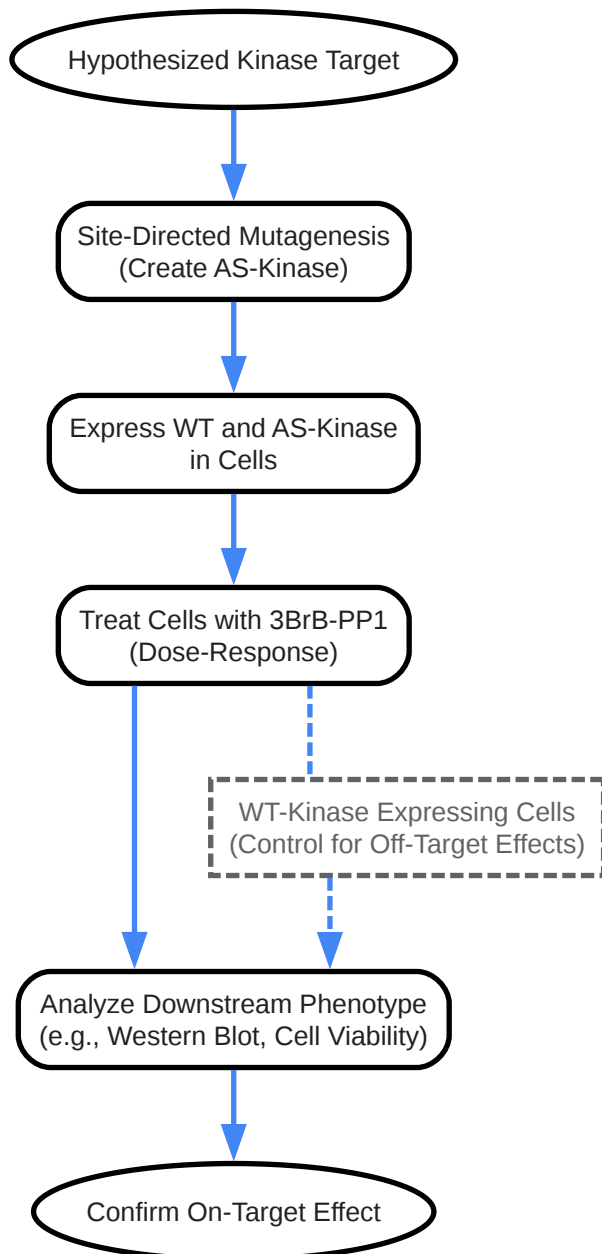 Hypothesized Kinase Target
Site-Directed Mutagenesis
(Create AS-Kinase)
Express WT and AS-Kinase
in Cells
Treat Cells with 3BrB-PP1
(Dose-Response)
WT-Kinase Expressing Cells
(Control for Off-Target Effects)
Analyze Downstream Phenotype
(e.g., Western Blot, Cell Viability)
Confirm On-Target Effect